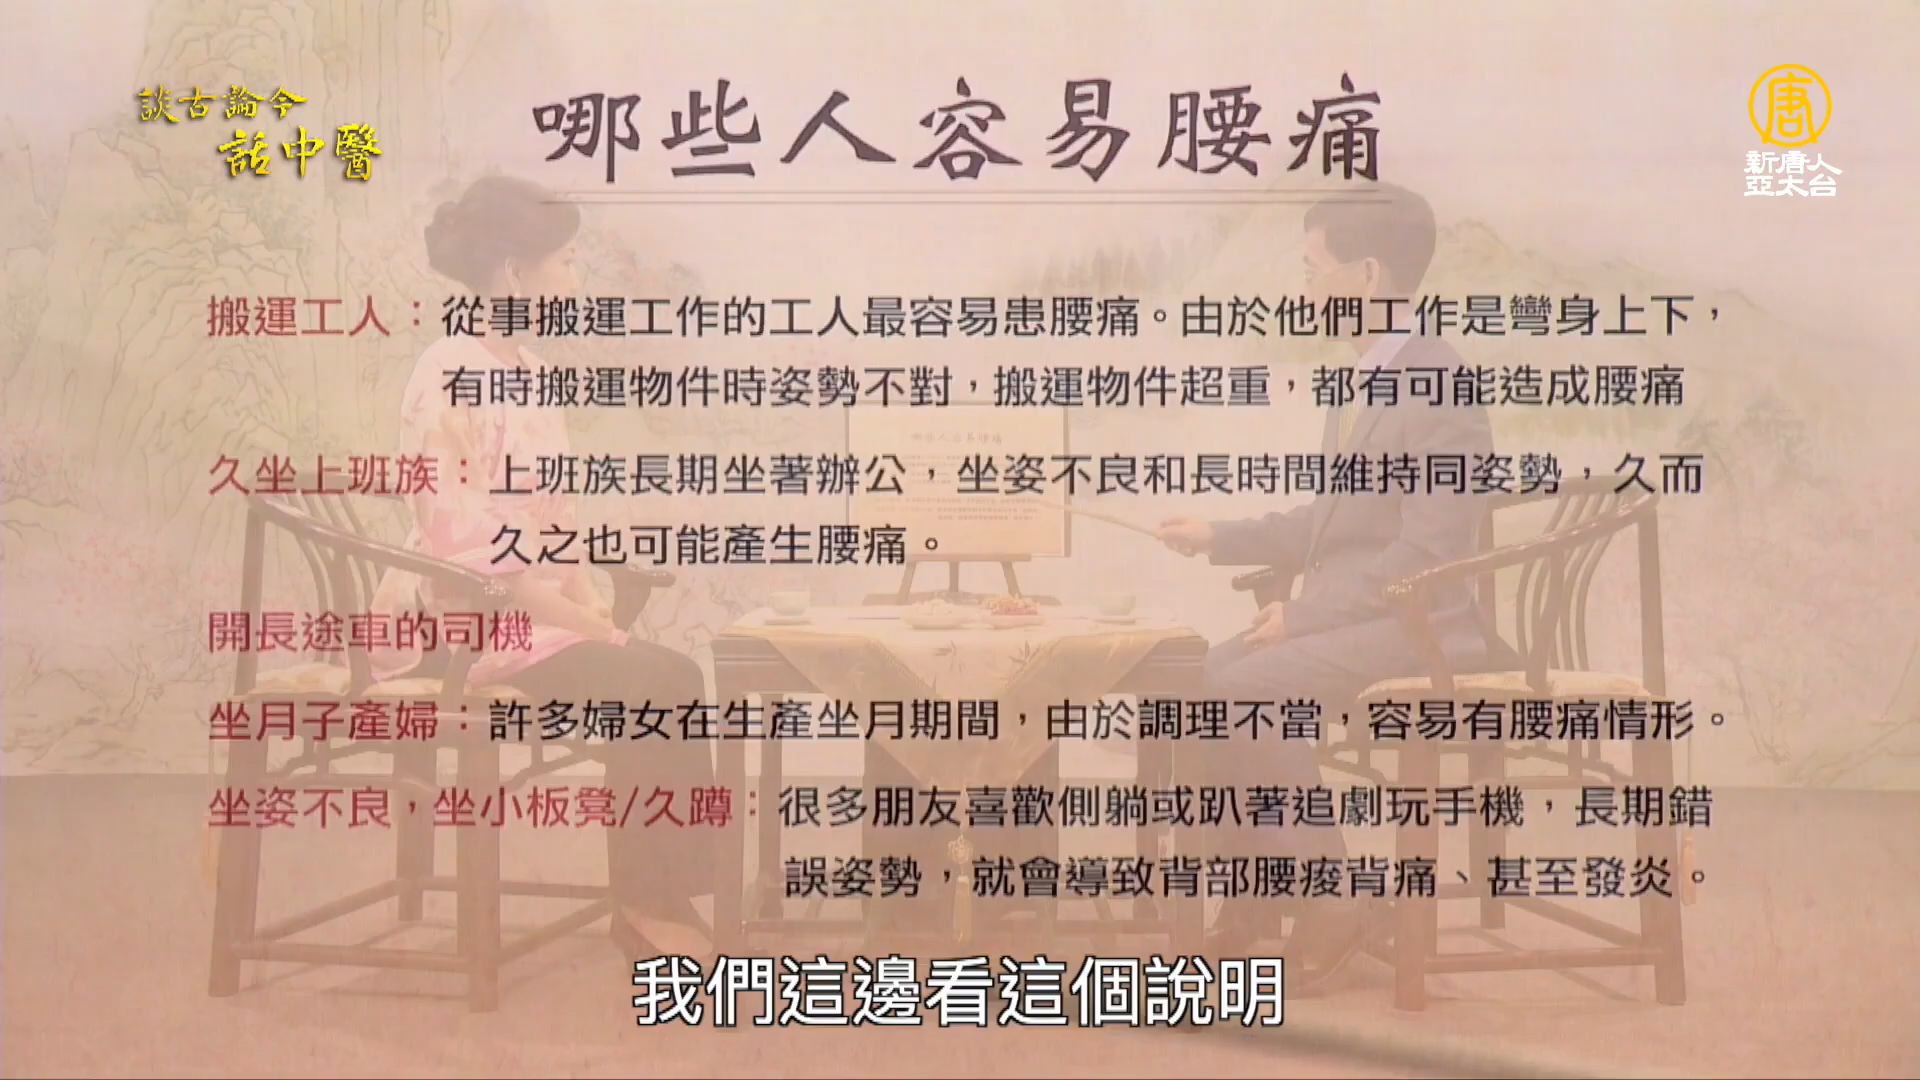 談古論今
話中醫
哪些人容易腰痛
唐
新唐人
亞太台
搬運工人：從事搬運工作的工人最容易患腰痛。由於他們工作是彎身上下，
有時搬運物件時姿勢不對，搬運物件超重，都有可能造成腰痛
久坐上班族：上班族長期坐著辦公，坐姿不良和長時間維持同姿勢，久而
久之也可能產生腰痛。
開長途車的司機
坐月子產婦：許多婦女在生產坐月期間，由於調理不當，容易有腰痛情形。
坐姿不良，坐小板凳/久蹲：很多朋友喜歡側躺或趴著追劇玩手機，長期錯
誤姿勢，就會導致背部腰痠背痛、甚至發炎。
哪些人容易腰痛
我們這邊看這個說明